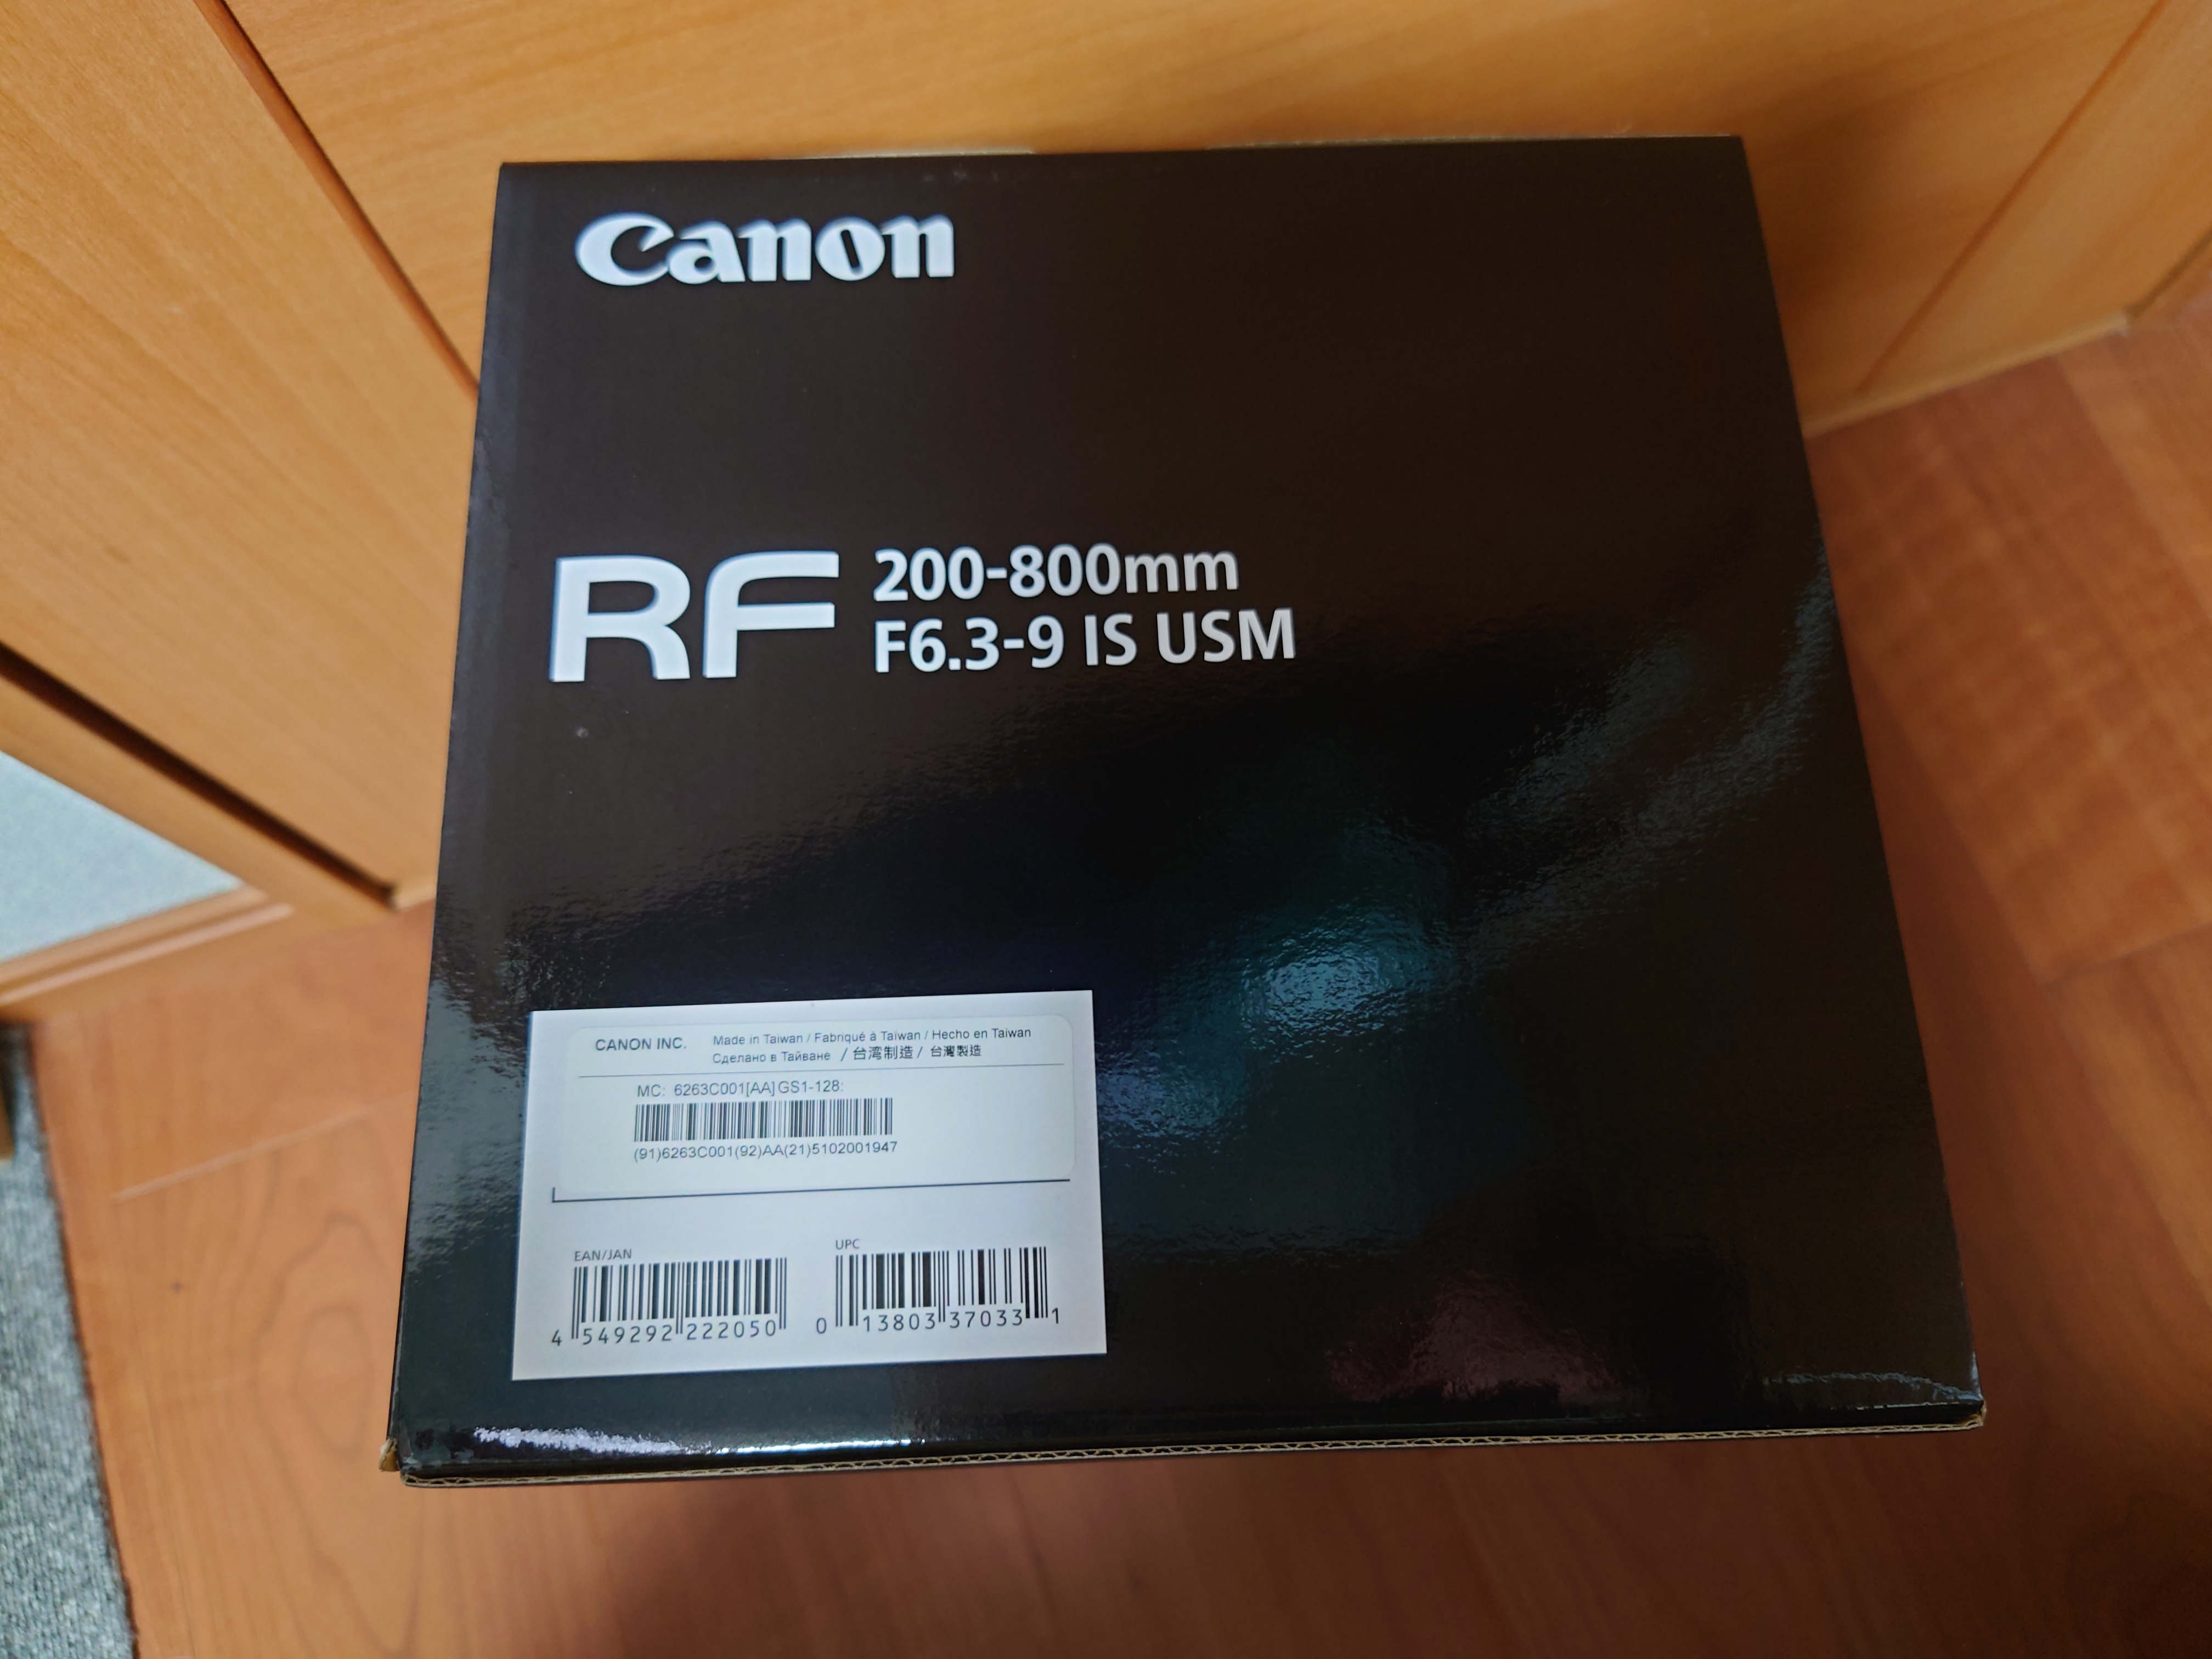 Canon
RF 200-800mm
F6.3-9 IS USM
CANON INC. Made in Taiwan / Fabriqué à Taïwan / Hecho en Taiwan
Сделано в Тайване / 台湾制造 / 台灣製造
MC: 6263C001[AA] GS1-128:
(91)6263C001(92)AA(21)5102001947
EAN/JAN
4 549292 222050
UPC
0 13803 37033 1